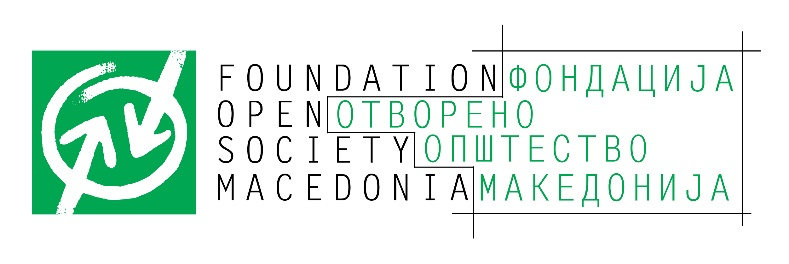 FOUNDATION ФОНДАЦИЈА
OPEN ОТВОРЕНО
SOCIETY ОПШТЕСТВО
MACEDONIA МАКЕДОНИЈА